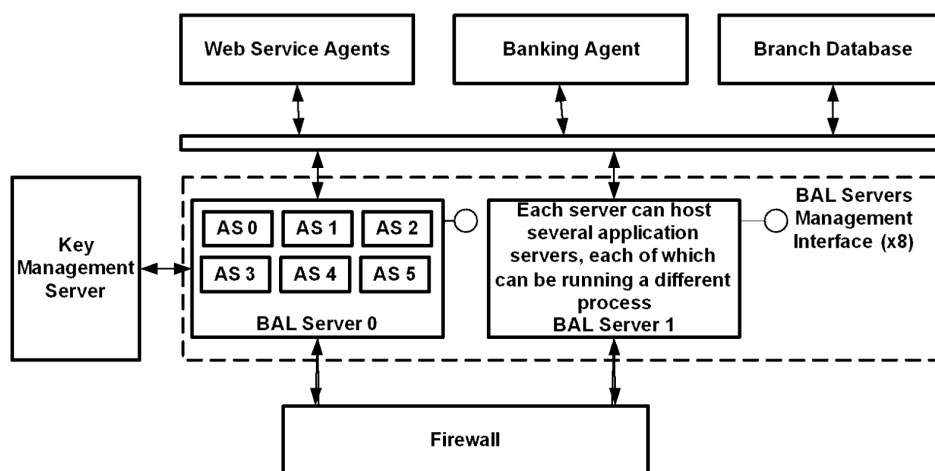 Web Service Agents
Banking Agent
Branch Database
Key
Management
Server
AS 0
AS 1
AS 2
AS 3
AS 4
AS 5
BAL Server 0
Each server can host
several application
servers, each of which
can be running a different
process
BAL Server 1
BAL Servers
Management
Interface (x8)
Firewall